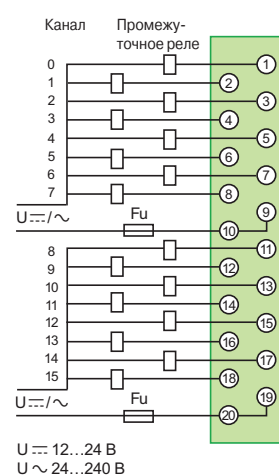 Канал Промежу-
точное реле
0 1
1 2
2 3
3 4
4 5
5 6
6 7
7 8
U ⎓/∼ 9
Fu 10
8 11
9 12
10 13
11 14
12 15
13 16
14 17
15 18
U ⎓/∼ 19
Fu 20
U ⎓ 12...24 В
U ∼ 24...240 В